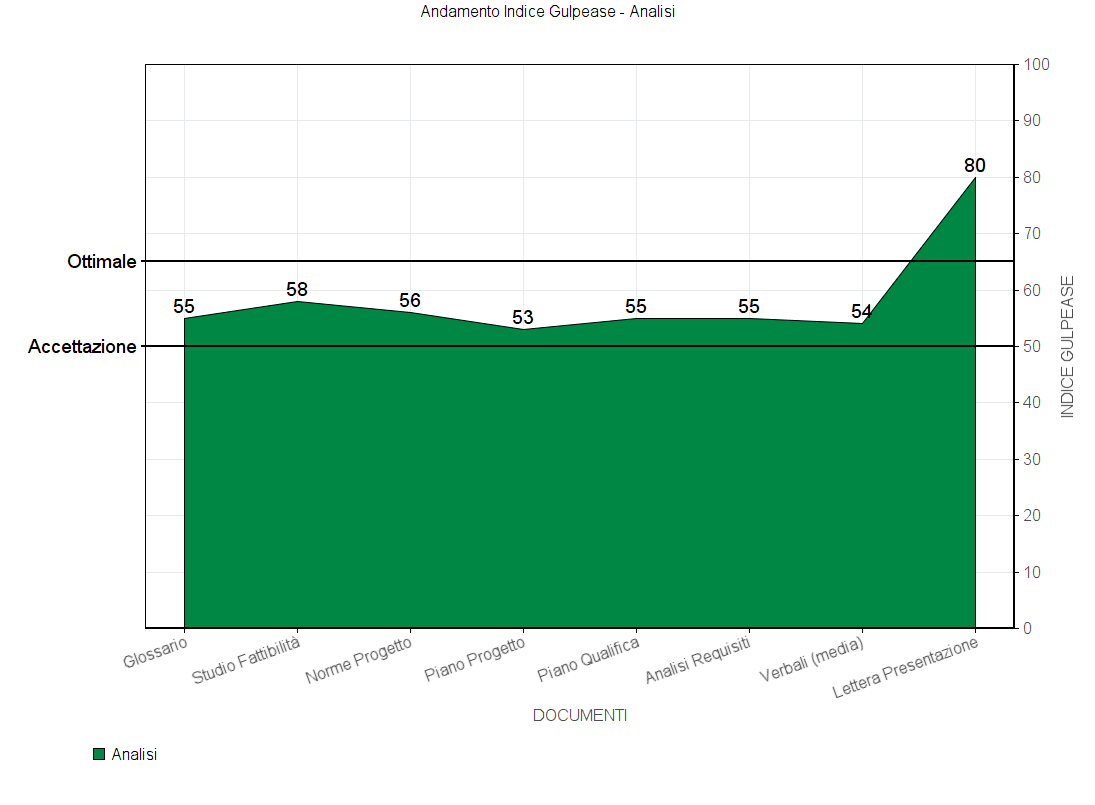 Andamento Indice Gulpease - Analisi
100
90
80
70
60
50
40
30
20
10
0
INDICE GULPEASE
Ottimale
Accettazione
55
58
56
53
55
55
54
80
Glossario
Studio Fattibilità
Norme Progetto
Piano Progetto
Piano Qualifica
Analisi Requisiti
Verbali (media)
Lettera Presentazione
DOCUMENTI
Analisi